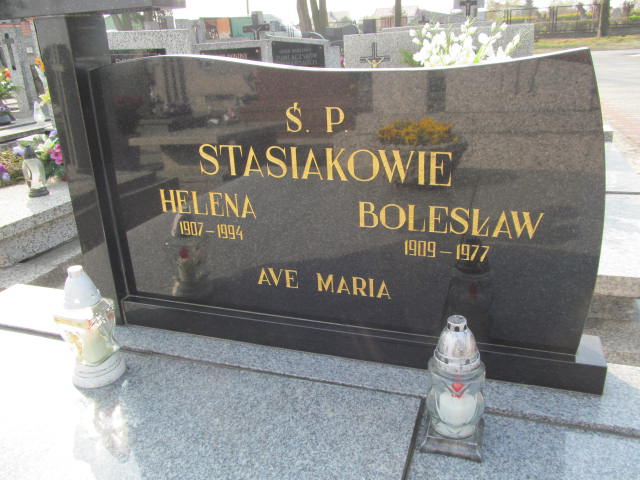 Ś. P.
STASIAKOWIE
HELENA
1907-1994
BOLESŁAW
1909-1977
AVE MARIA